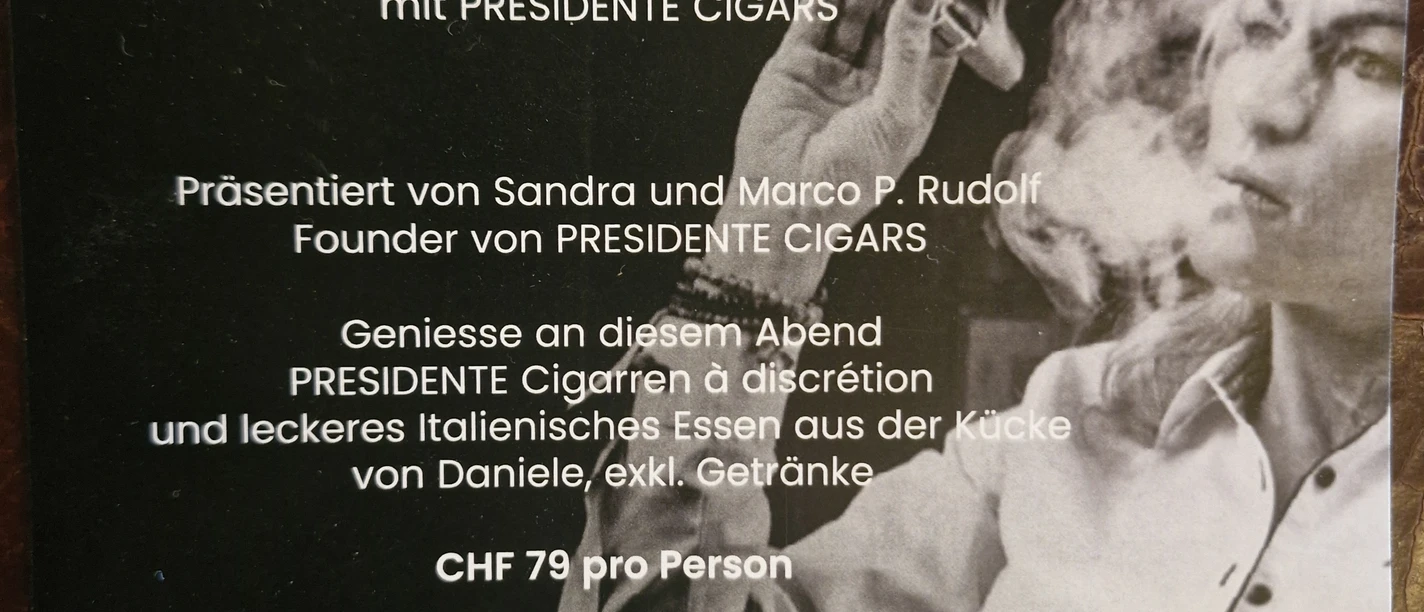 mit PRESIDENTE CIGARS
Präsentiert von Sandra und Marco P. Rudolf
Founder von PRESIDENTE CIGARS
Geniesse an diesem Abend
PRESIDENTE Cigarren à discrétion
und leckeres Italienisches Essen aus der Kücke
von Daniele, exkl. Getränke
CHF 79 pro Person